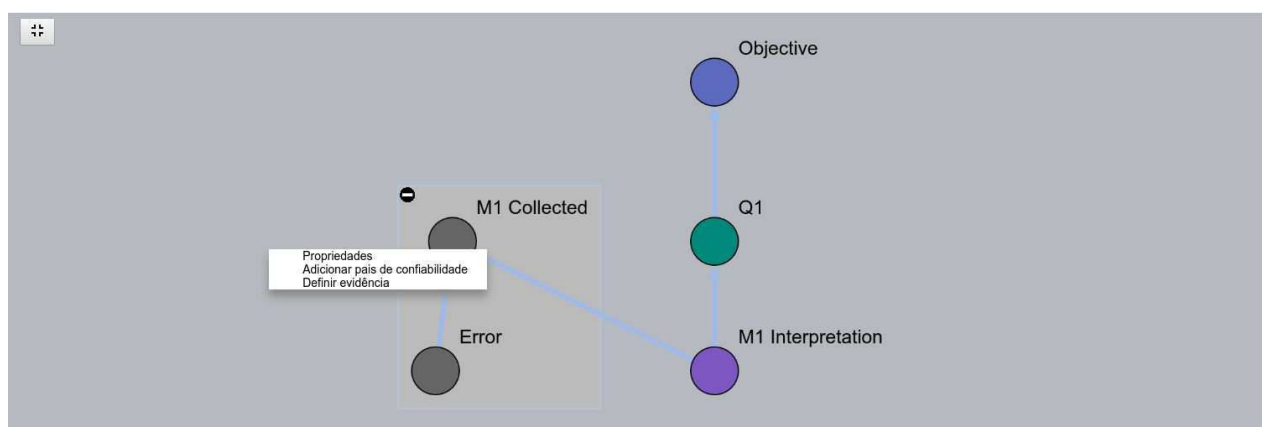 Objective
M1 Collected
Q1
Propriedades
Adicionar pais de confiabilidade
Definir evidência
Error
M1 Interpretation